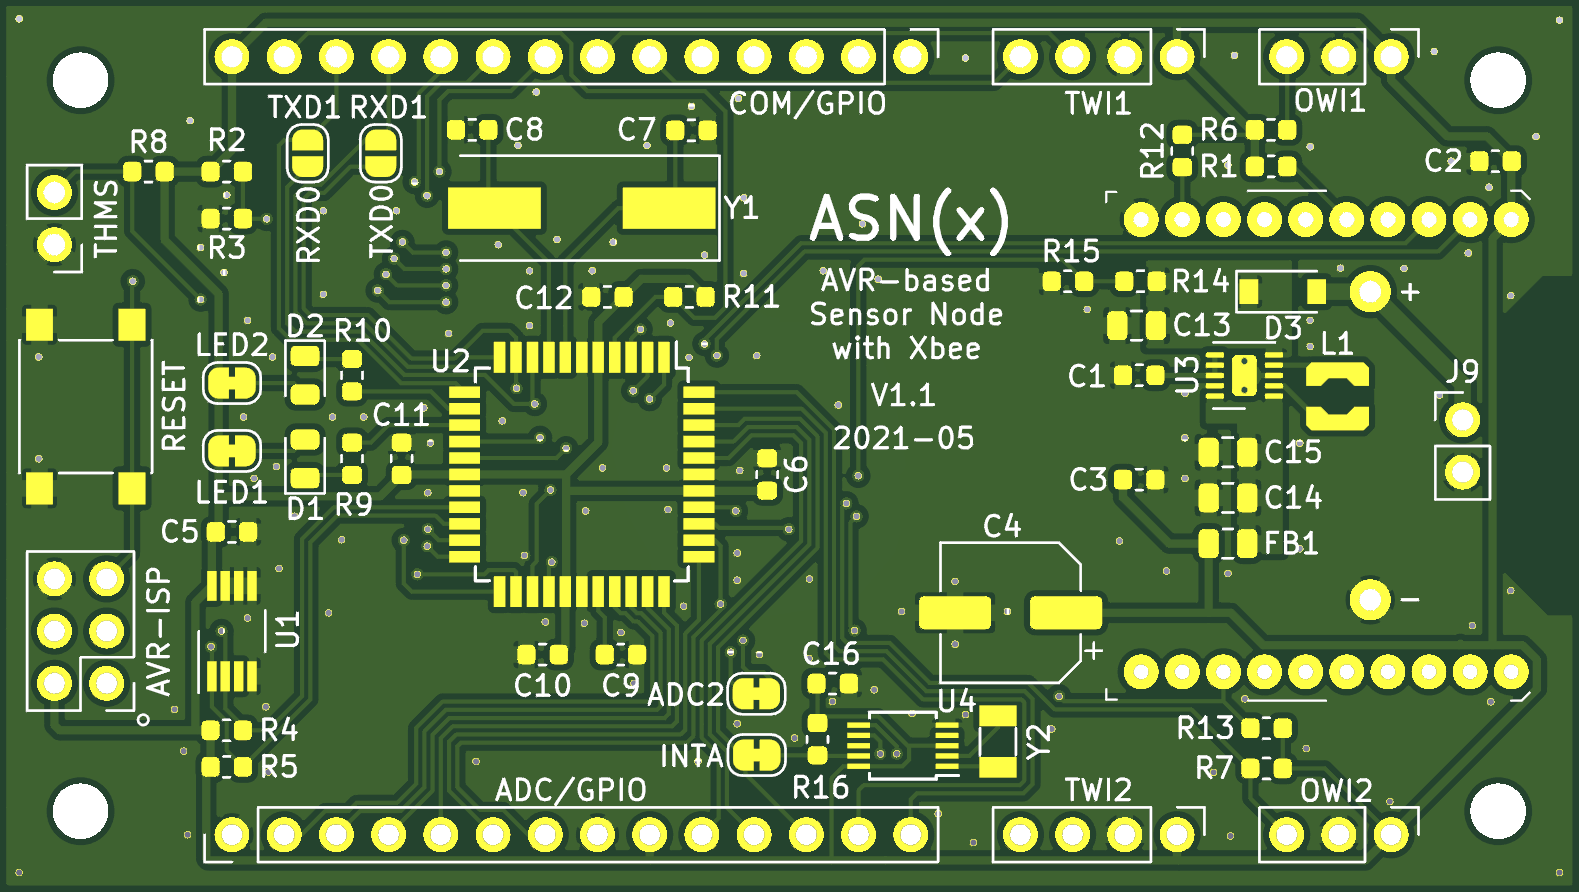 TXD1 RXD1
C8
C7
COM/GPIO
TWI1
OWI1
R8
R2
R12
R6
R1
C2
THMS
R3
RXD0
TXD0
Y1
ASN(x)
R15
AVR-based
R14
Sensor Node
with Xbee
V1.1
2021-05
+
C12
R11
C13
D3
L1
D2
R10
LED2
U2
C1
U3
J9
RESET
C11
C6
C15
C3
C14
LED1
D1
R9
C5
C4
FB1
AVR-ISP
U1
−
+
C10
C9
C16
ADC2
U4
R4
INTA
Y2
R13
R5
R16
R7
ADC/GPIO
TWI2
OWI2